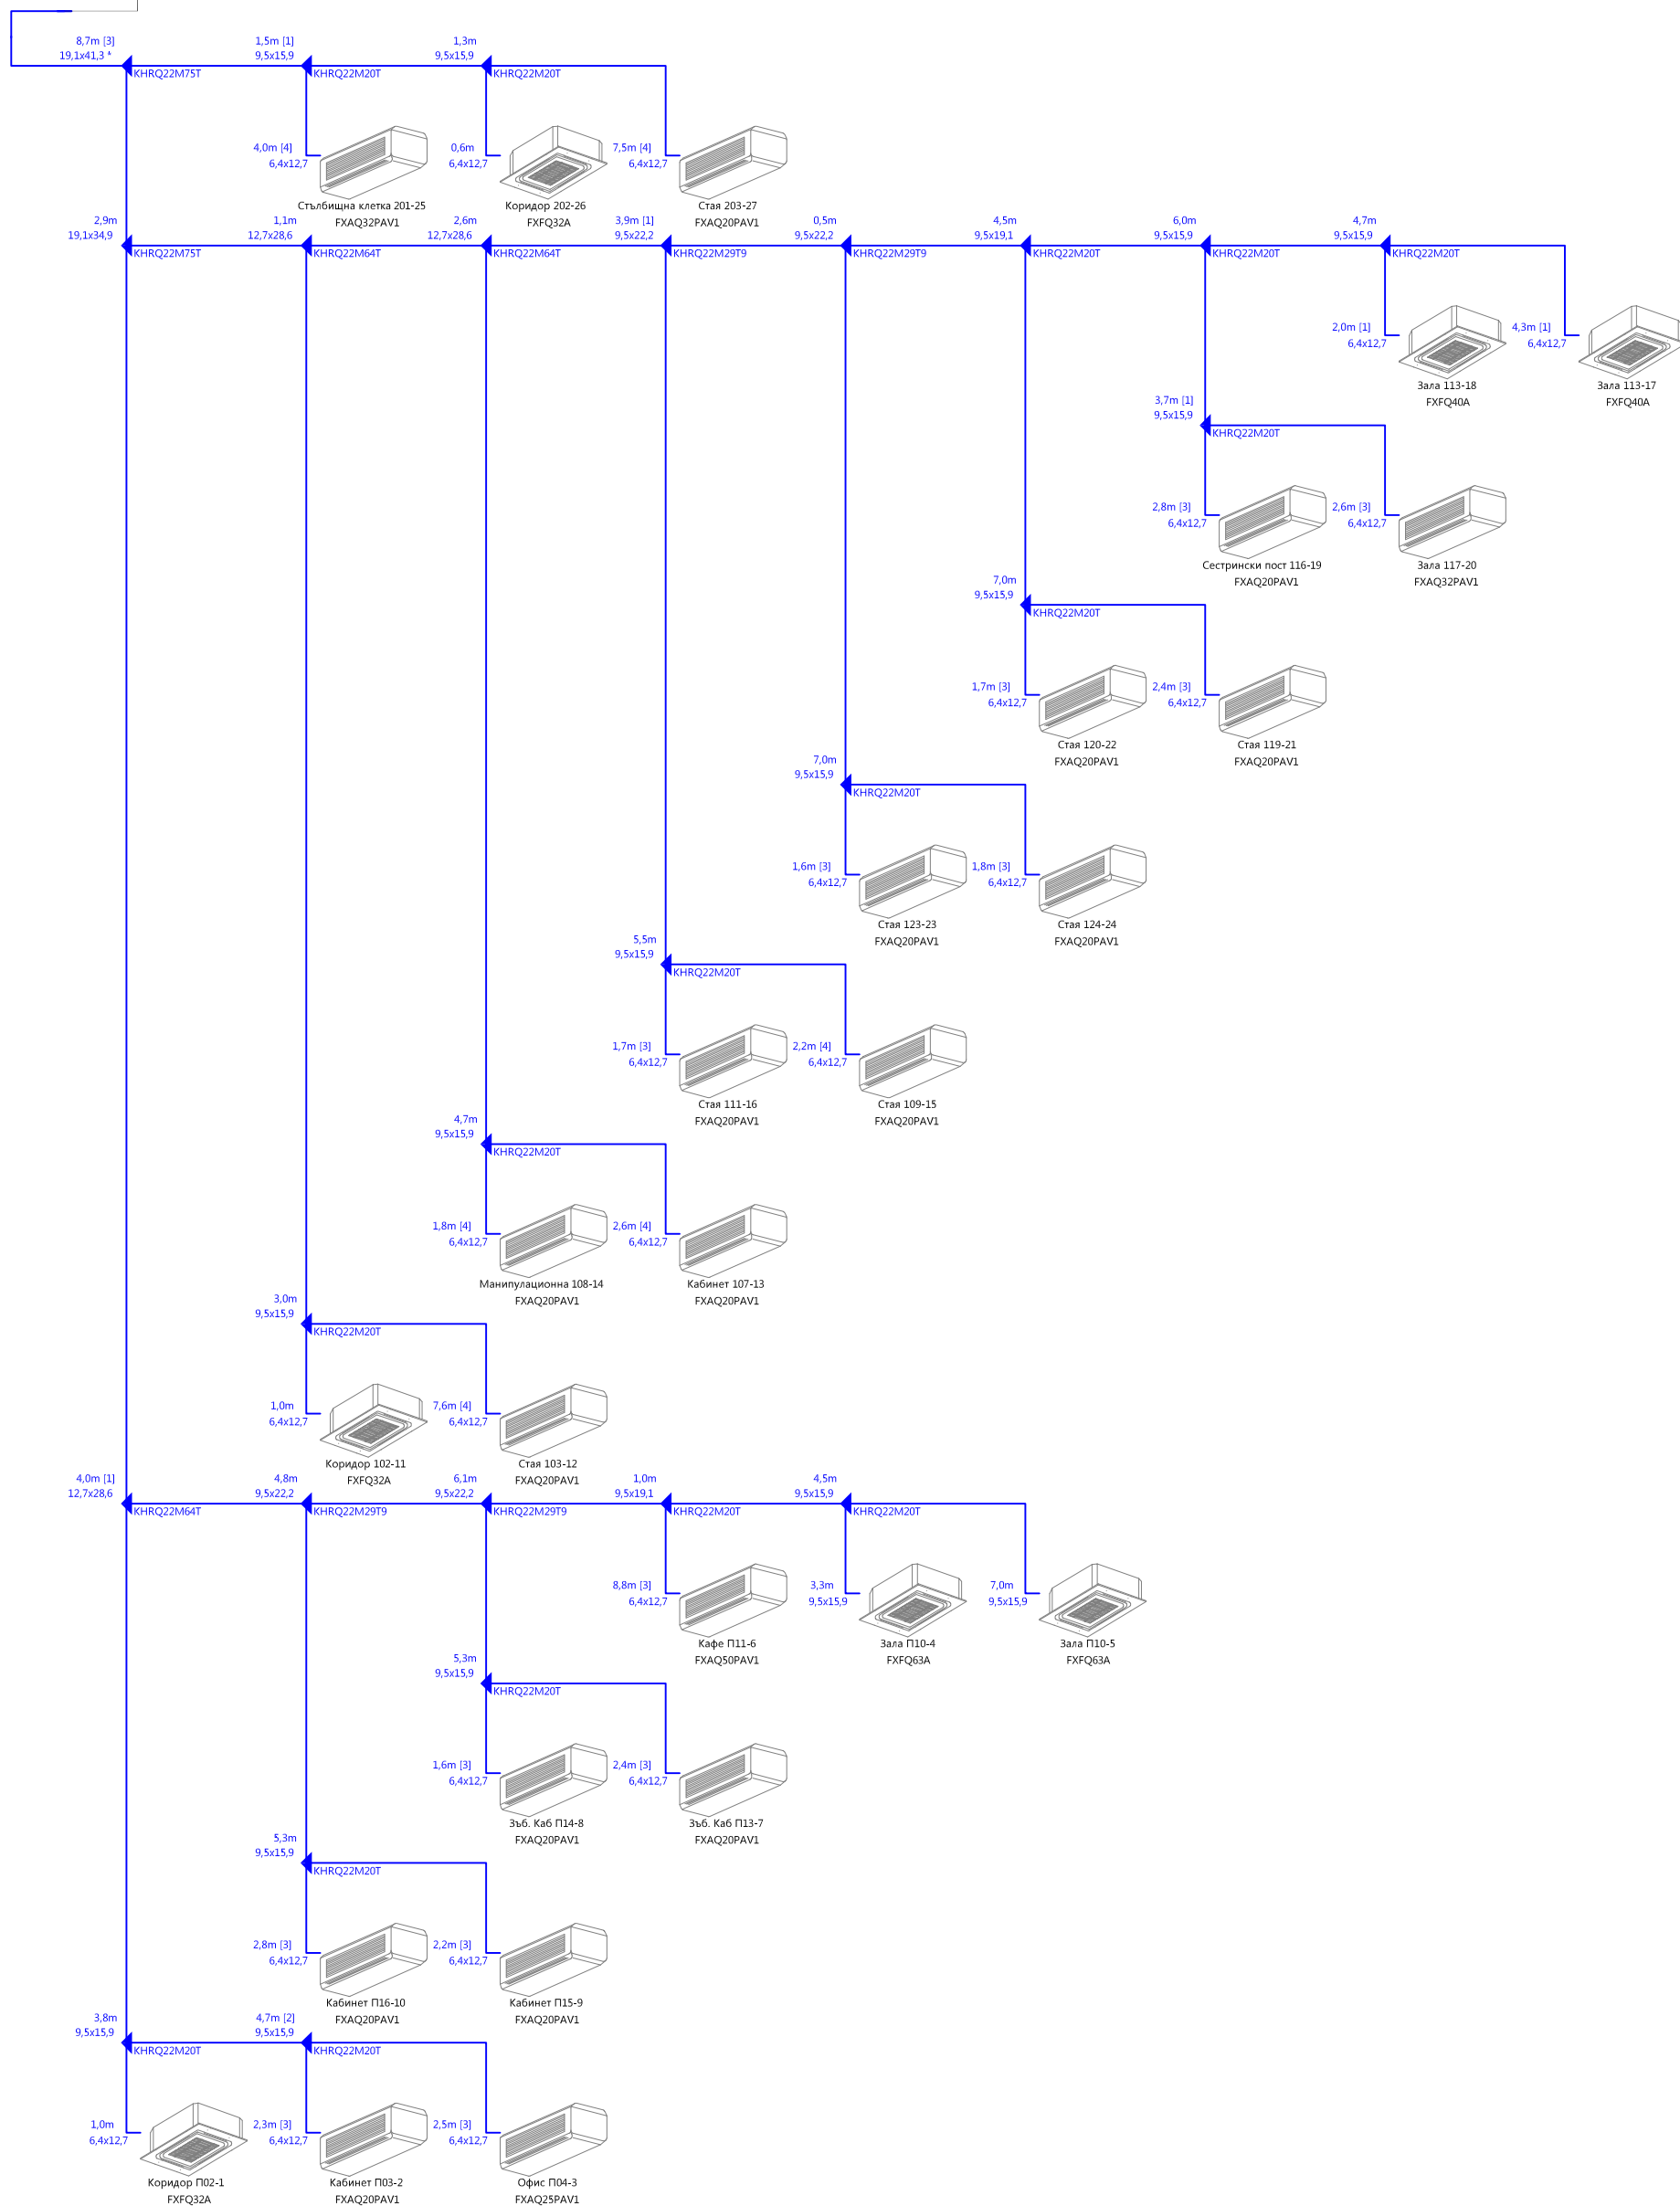 8,7m [3]
19,1x41,3 *
KHRQ22M75T
1,5m [1]
9,5x15,9
KHRQ22M20T
1,3m
9,5x15,9
KHRQ22M20T
4,0m [4]
6,4x12,7
Стълбищна клетка 201-25
FXAQ32PAV1
0,6m
6,4x12,7
Коридор 202-26
FXFQ32A
7,5m [4]
6,4x12,7
Стая 203-27
FXAQ20PAV1
2,9m
19,1x34,9
KHRQ22M75T
1,1m
12,7x28,6
KHRQ22M64T
2,6m
12,7x28,6
KHRQ22M64T
3,9m [1]
9,5x22,2
KHRQ22M29T9
0,5m
9,5x22,2
KHRQ22M29T9
4,5m
9,5x19,1
KHRQ22M20T
6,0m
9,5x15,9
KHRQ22M20T
4,7m
9,5x15,9
KHRQ22M20T
2,0m [1]
6,4x12,7
Зала 113-18
FXFQ40A
4,3m [1]
6,4x12,7
Зала 113-17
FXFQ40A
3,7m [1]
9,5x15,9
KHRQ22M20T
2,8m [3]
6,4x12,7
Сестрински пост 116-19
FXAQ20PAV1
2,6m [3]
6,4x12,7
Зала 117-20
FXAQ32PAV1
7,0m
9,5x15,9
KHRQ22M20T
1,7m [3]
6,4x12,7
Стая 120-22
FXAQ20PAV1
2,4m [3]
6,4x12,7
Стая 119-21
FXAQ20PAV1
7,0m
9,5x15,9
KHRQ22M20T
1,6m [3]
6,4x12,7
Стая 123-23
FXAQ20PAV1
1,8m [3]
6,4x12,7
Стая 124-24
FXAQ20PAV1
5,5m
9,5x15,9
KHRQ22M20T
1,7m [3]
6,4x12,7
Стая 111-16
FXAQ20PAV1
2,2m [4]
6,4x12,7
Стая 109-15
FXAQ20PAV1
4,7m
9,5x15,9
KHRQ22M20T
1,8m [4]
6,4x12,7
Манипулационна 108-14
FXAQ20PAV1
2,6m [4]
6,4x12,7
Кабинет 107-13
FXAQ20PAV1
3,0m
9,5x15,9
KHRQ22M20T
1,0m
6,4x12,7
Коридор 102-11
FXFQ32A
7,6m [4]
6,4x12,7
Стая 103-12
FXAQ20PAV1
4,0m [1]
12,7x28,6
KHRQ22M64T
4,8m
9,5x22,2
KHRQ22M29T9
6,1m
9,5x22,2
KHRQ22M29T9
1,0m
9,5x19,1
KHRQ22M20T
4,5m
9,5x15,9
KHRQ22M20T
8,8m [3]
6,4x12,7
Кафе П11-6
FXAQ50PAV1
3,3m
9,5x15,9
Зала П10-4
FXFQ63A
7,0m
9,5x15,9
Зала П10-5
FXFQ63A
5,3m
9,5x15,9
KHRQ22M20T
1,6m [3]
6,4x12,7
Зъб. Каб П14-8
FXAQ20PAV1
2,4m [3]
6,4x12,7
Зъб. Каб П13-7
FXAQ20PAV1
5,3m
9,5x15,9
KHRQ22M20T
2,8m [3]
6,4x12,7
Кабинет П16-10
FXAQ20PAV1
2,2m [3]
6,4x12,7
Кабинет П15-9
FXAQ20PAV1
3,8m
9,5x15,9
KHRQ22M20T
4,7m [2]
9,5x15,9
KHRQ22M20T
1,0m
6,4x12,7
Коридор П02-1
FXFQ32A
2,3m [3]
6,4x12,7
Кабинет П03-2
FXAQ20PAV1
2,5m [3]
6,4x12,7
Офис П04-3
FXAQ25PAV1